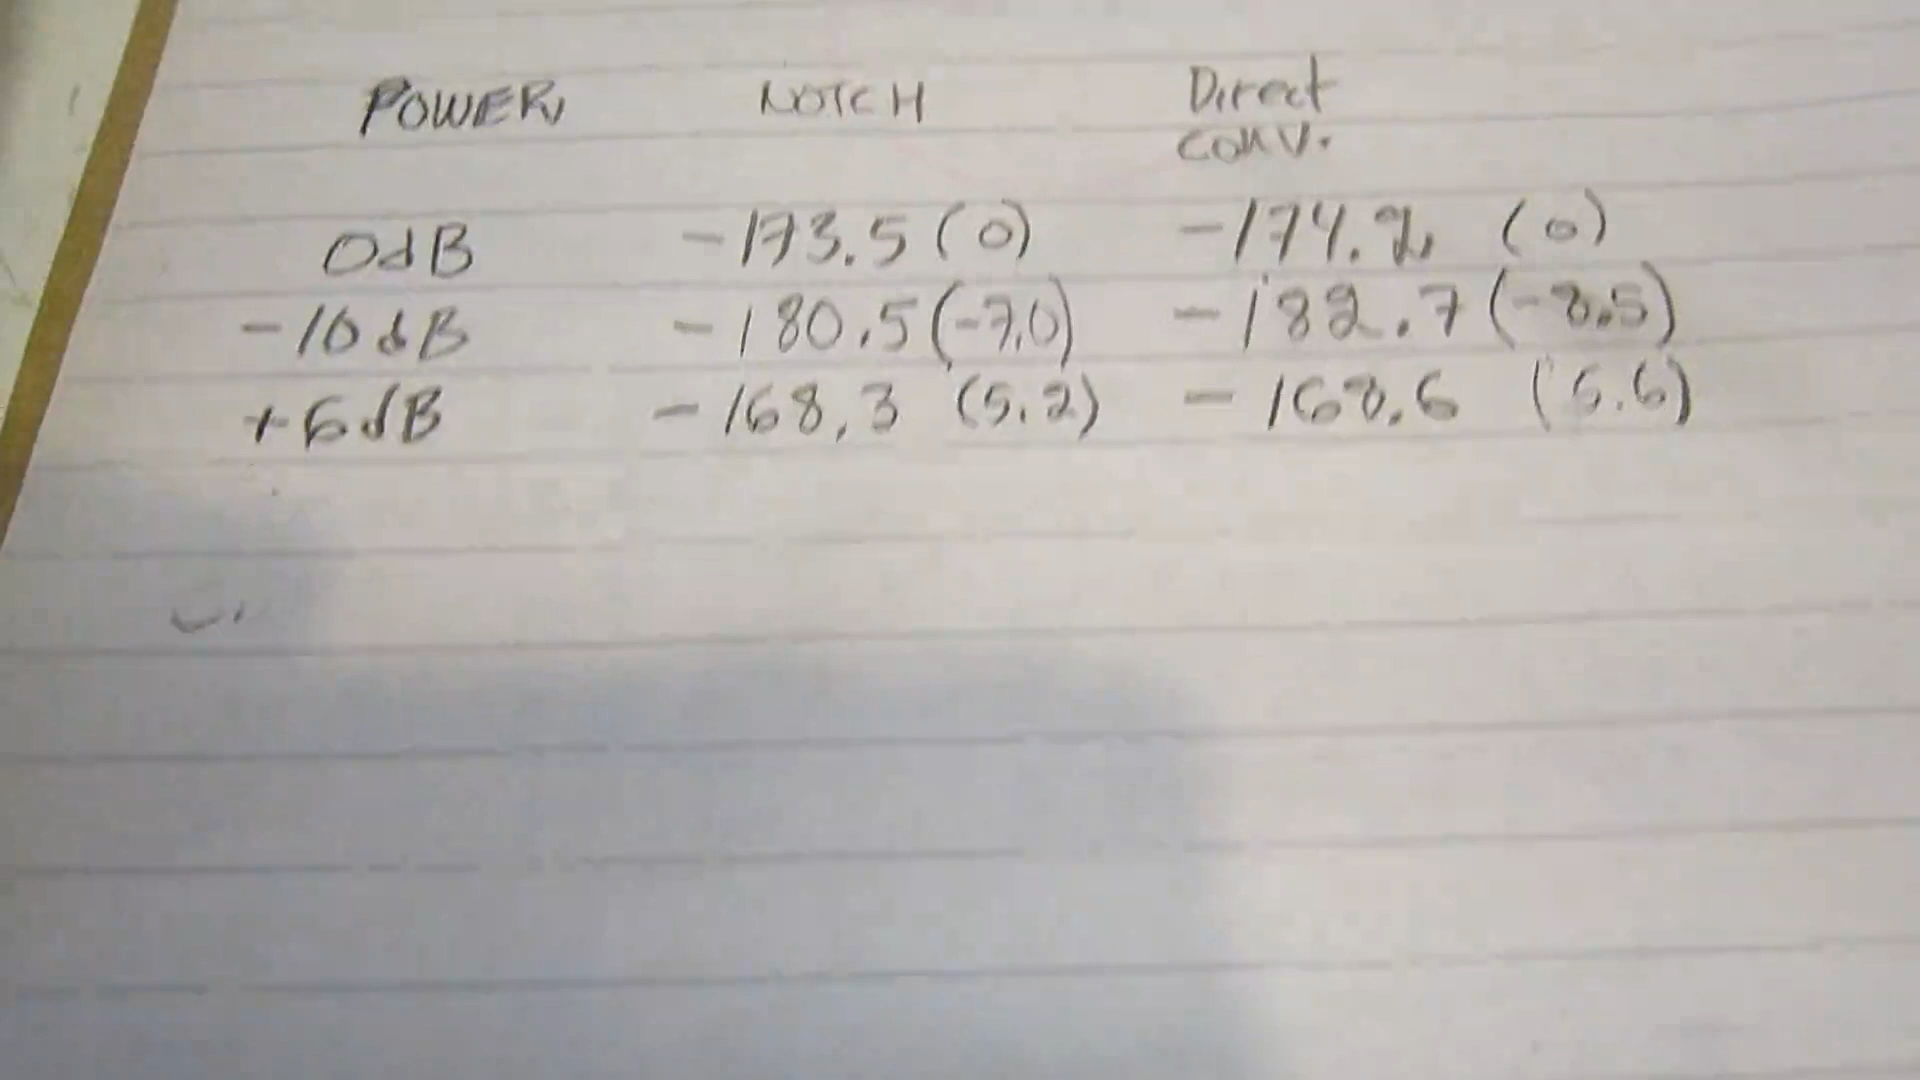 POWER NOTCH Direct
CONV.
0dB -173.5 (0) -174.2 (0)
-10dB -180.5 (-7.0) -182.7 (-8.5)
+6dB -168.3 (5.2) -168.6 (5.6)